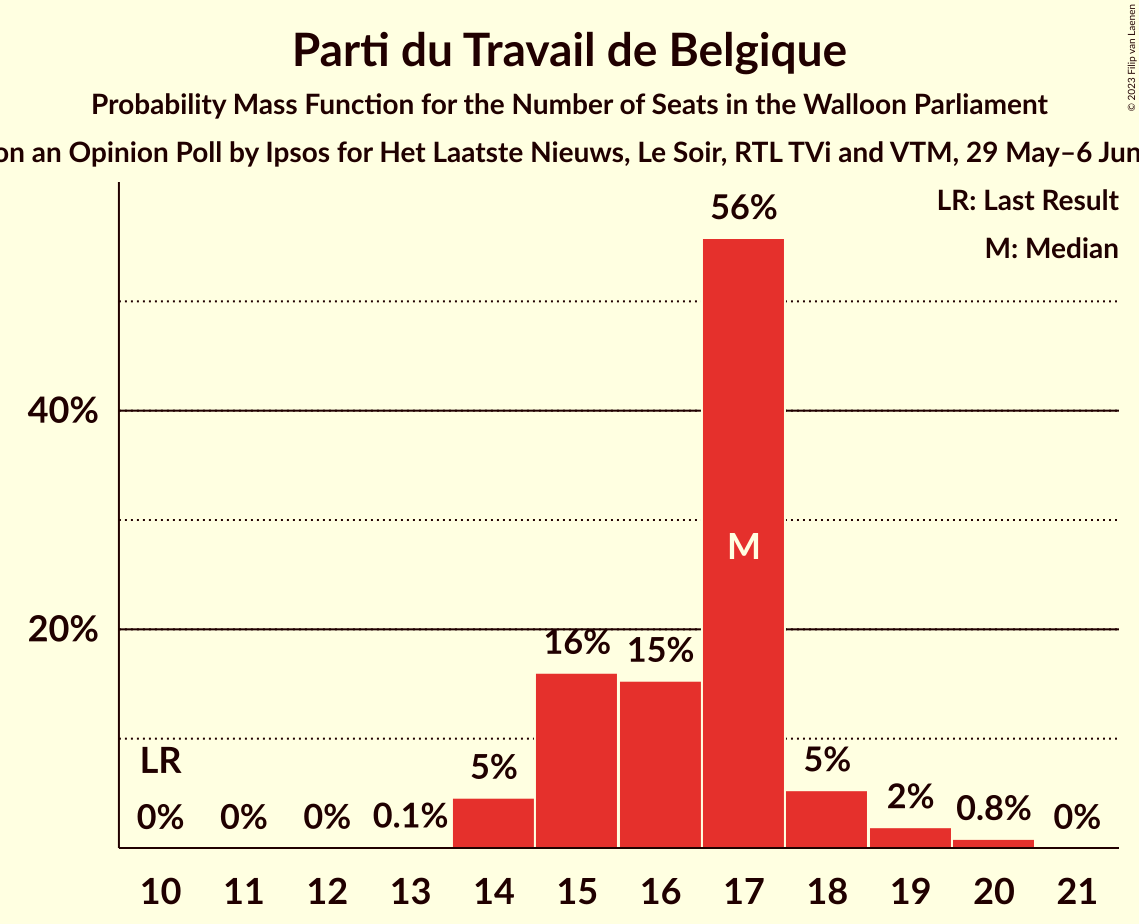 Parti du Travail de Belgique
Probability Mass Function for the Number of Seats in the Walloon Parliament
on an Opinion Poll by Ipsos for Het Laatste Nieuws, Le Soir, RTL TVi and VTM, 29 May–6 Jun
© 2023 Filip van Laenen
LR: Last Result
M: Median
56%
40%
M
20%
16% 15%
LR
5% 5%
0% 0% 0% 0.1% 2% 0.8% 0%
10 11 12 13 14 15 16 17 18 19 20 21